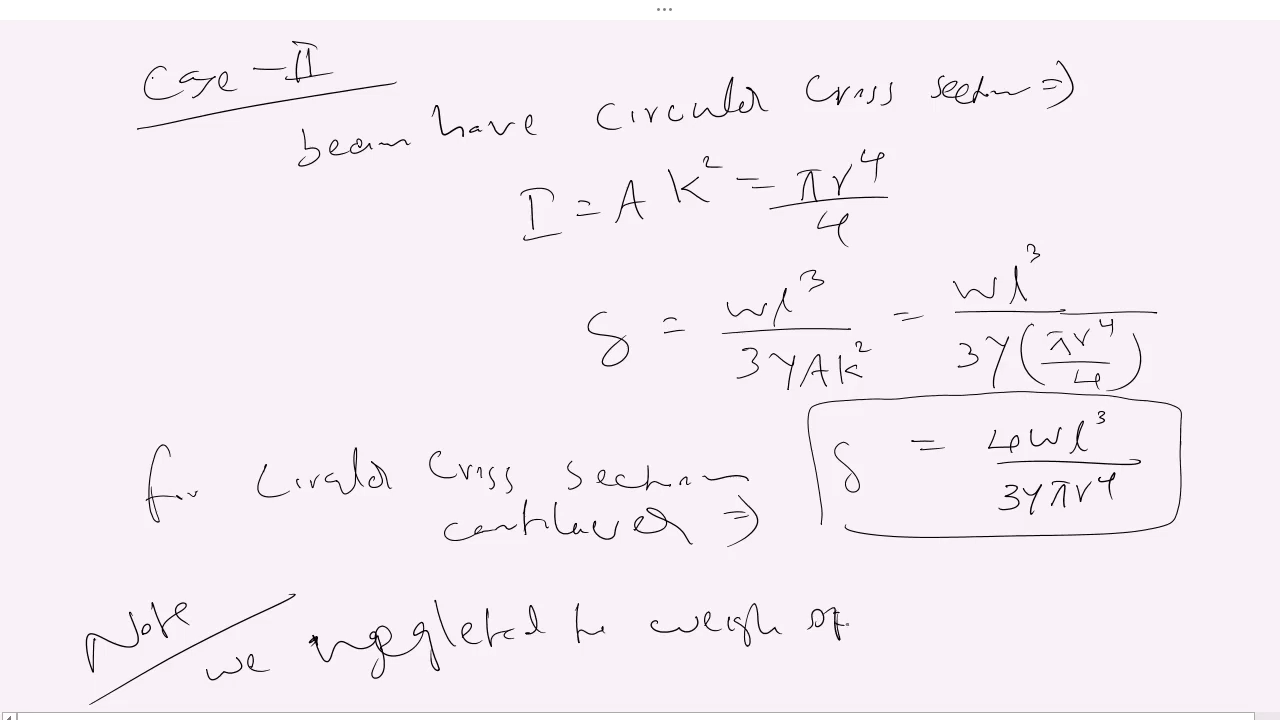 Case - II
beam have circular cross section ⇒
I = A K² = πr⁴/4
δ = wl³/3YAK² = Wl³/3Y(πr⁴/4)
for circular cross section
cantilaver ⇒
δ = 4Wl³/3Yπr⁴
Note
we neglected the weigh of